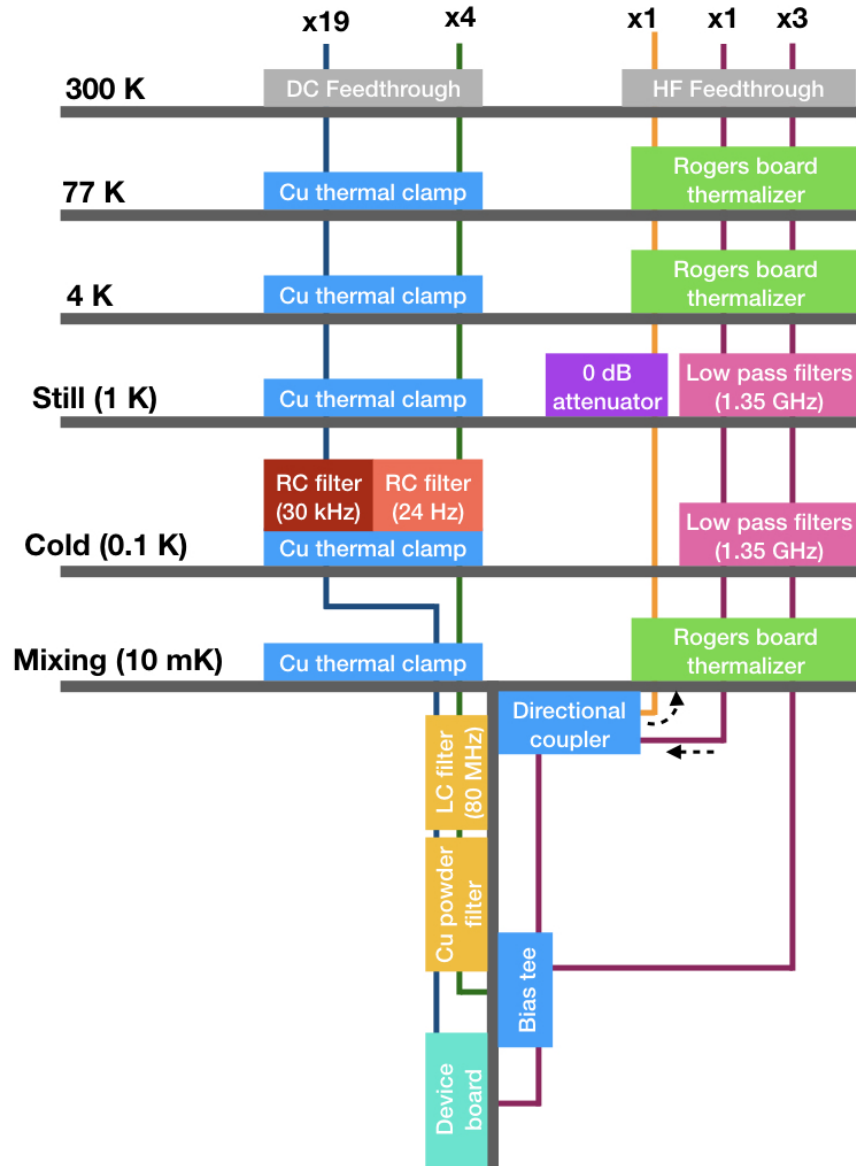 x19
x4
x1
x1
x3
300 K
DC Feedthrough
HF Feedthrough
77 K
Cu thermal clamp
Rogers board
thermalizer
4 K
Cu thermal clamp
Rogers board
thermalizer
Still (1 K)
Cu thermal clamp
0 dB
attenuator
Low pass filters
(1.35 GHz)
Cold (0.1 K)
RC filter
(30 kHz)
RC filter
(24 Hz)
Cu thermal clamp
Low pass filters
(1.35 GHz)
Mixing (10 mK)
Cu thermal clamp
Rogers board
thermalizer
Directional
coupler
LC filter
(80 MHz)
Cu powder
filter
Bias tee
Device
board